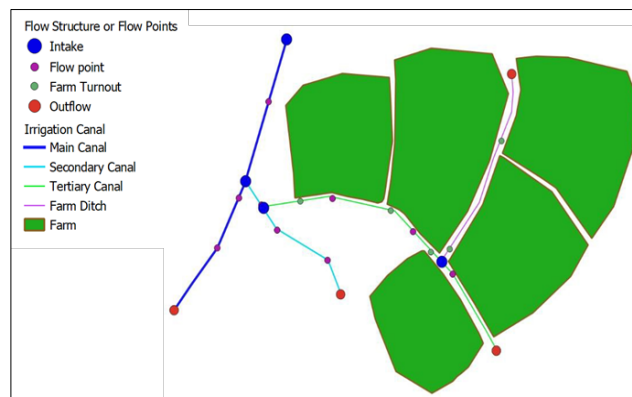 Flow Structure or Flow Points
Intake
Flow point
Farm Turnout
Outflow
Irrigation Canal
Main Canal
Secondary Canal
Tertiary Canal
Farm Ditch
Farm